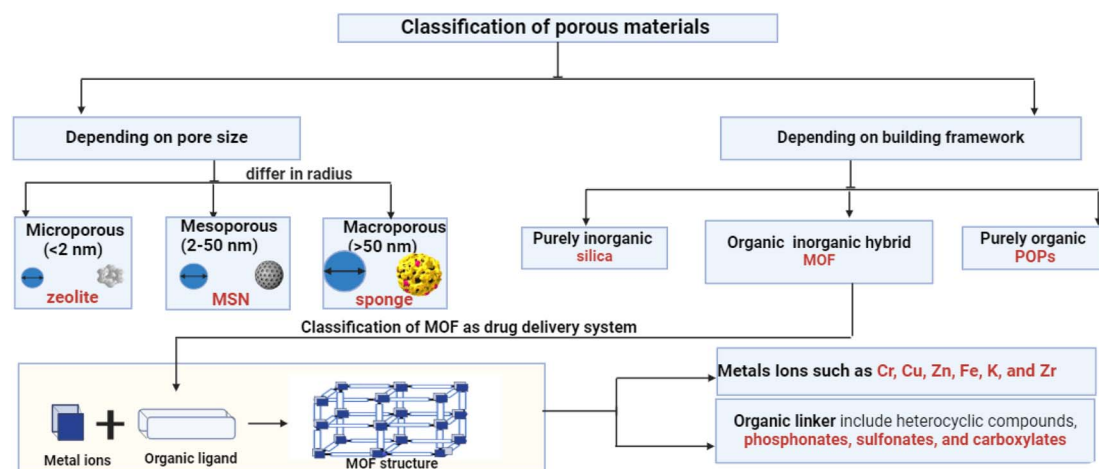 Classification of porous materials
Depending on pore size
Depending on building framework
differ in radius
Microporous
(<2 nm)
zeolite
Mesoporous
(2-50 nm)
MSN
Macroporous
(>50 nm)
sponge
Purely inorganic
silica
Organic inorganic hybrid
MOF
Purely organic
POPs
Classification of MOF as drug delivery system
Metal ions
Organic ligand
MOF structure
Metals Ions such as Cr, Cu, Zn, Fe, K, and Zr
Organic linker include heterocyclic compounds,
phosphonates, sulfonates, and carboxylates